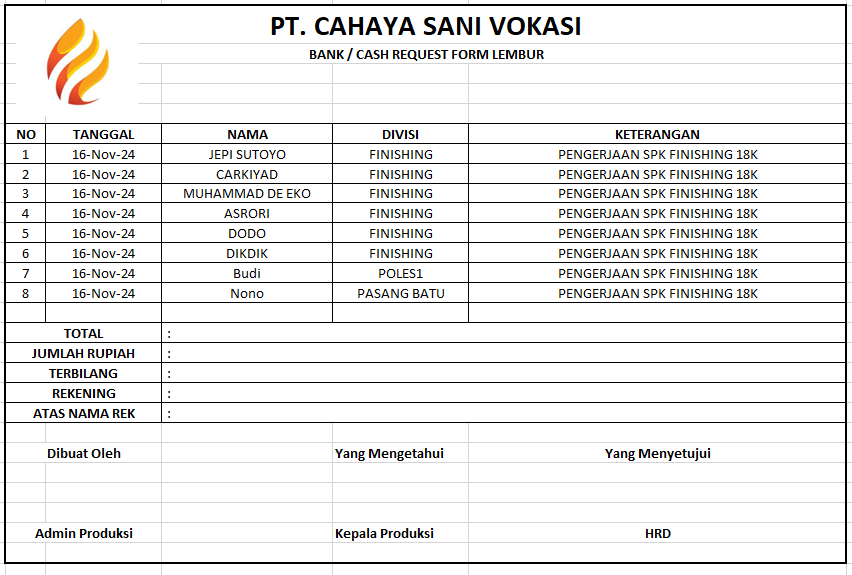 PT. CAHAYA SANI VOKASI
BANK / CASH REQUEST FORM LEMBUR
NO TANGGAL NAMA DIVISI KETERANGAN
1 16-Nov-24 JEPI SUTOYO FINISHING PENGERJAAN SPK FINISHING 18K
2 16-Nov-24 CARKIYAD FINISHING PENGERJAAN SPK FINISHING 18K
3 16-Nov-24 MUHAMMAD DE EKO FINISHING PENGERJAAN SPK FINISHING 18K
4 16-Nov-24 ASRORI FINISHING PENGERJAAN SPK FINISHING 18K
5 16-Nov-24 DODO FINISHING PENGERJAAN SPK FINISHING 18K
6 16-Nov-24 DIKDIK FINISHING PENGERJAAN SPK FINISHING 18K
7 16-Nov-24 Budi POLES1 PENGERJAAN SPK FINISHING 18K
8 16-Nov-24 Nono PASANG BATU PENGERJAAN SPK FINISHING 18K
TOTAL :
JUMLAH RUPIAH :
TERBILANG :
REKENING :
ATAS NAMA REK :
Dibuat Oleh Yang Mengetahui Yang Menyetujui
Admin Produksi Kepala Produksi HRD